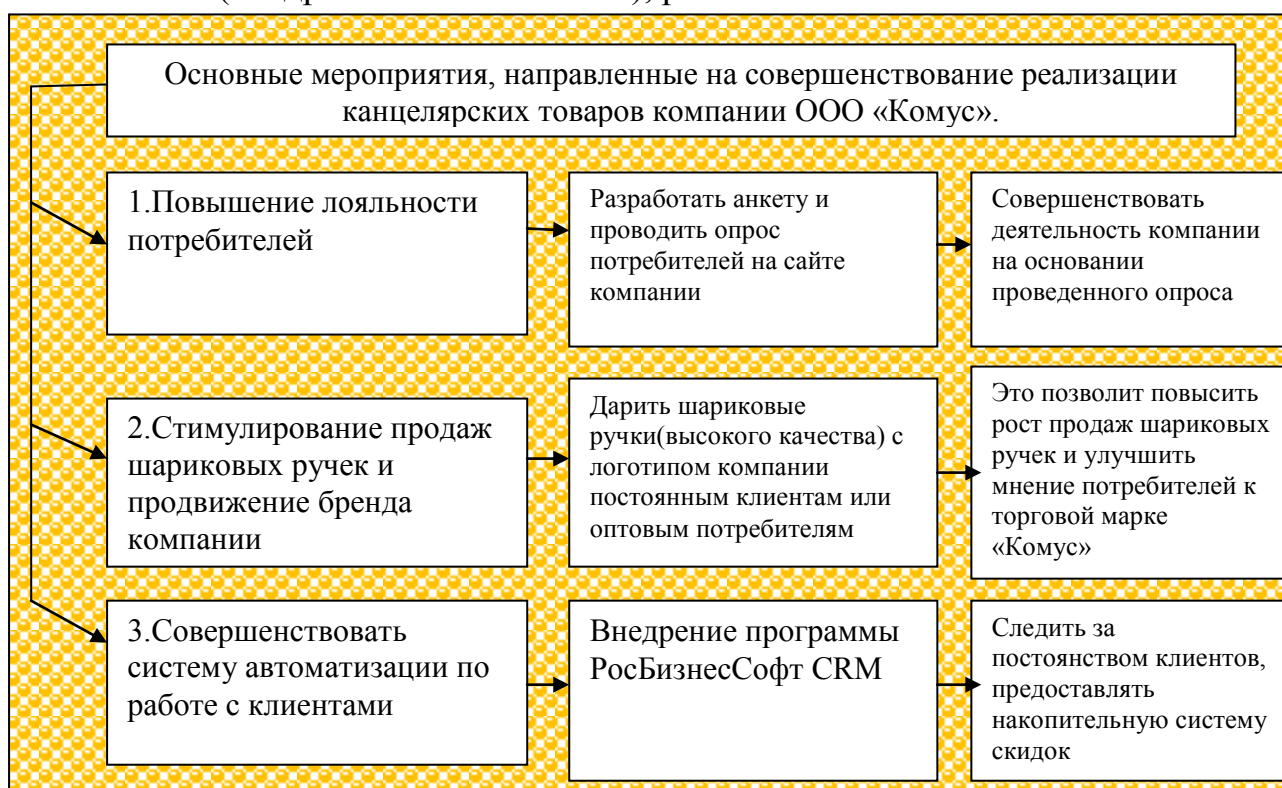 Основные мероприятия, направленные на совершенствование реализации
канцелярских товаров компании ООО «Комус».
1.Повышение лояльности
потребителей
Разработать анкету и
проводить опрос
потребителей на сайте
компании
Совершенствовать
деятельность компании
на основании
проведенного опроса
2.Стимулирование продаж
шариковых ручек и
продвижение бренда
компании
Дарить шариковые
ручки(высокого качества) с
логотипом компании
постоянным клиентам или
оптовым потребителям
Это позволит повысить
рост продаж шариковых
ручек и улучшить
мнение потребителей к
торговой марке
«Комус»
3.Совершенствовать
систему автоматизации по
работе с клиентами
Внедрение программы
РосБизнесСофт CRM
Следить за
постоянством клиентов,
предоставлять
накопительную систему
скидок